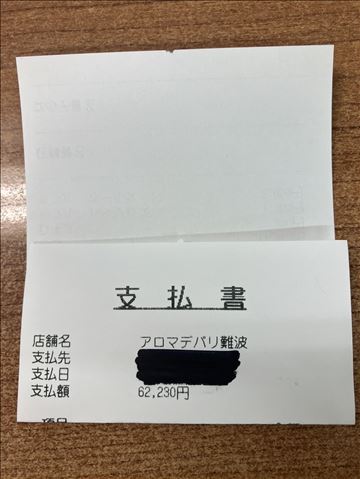 支払書
店舗名 アロマデバリ難波
支払先
支払日
支払額 62,230円